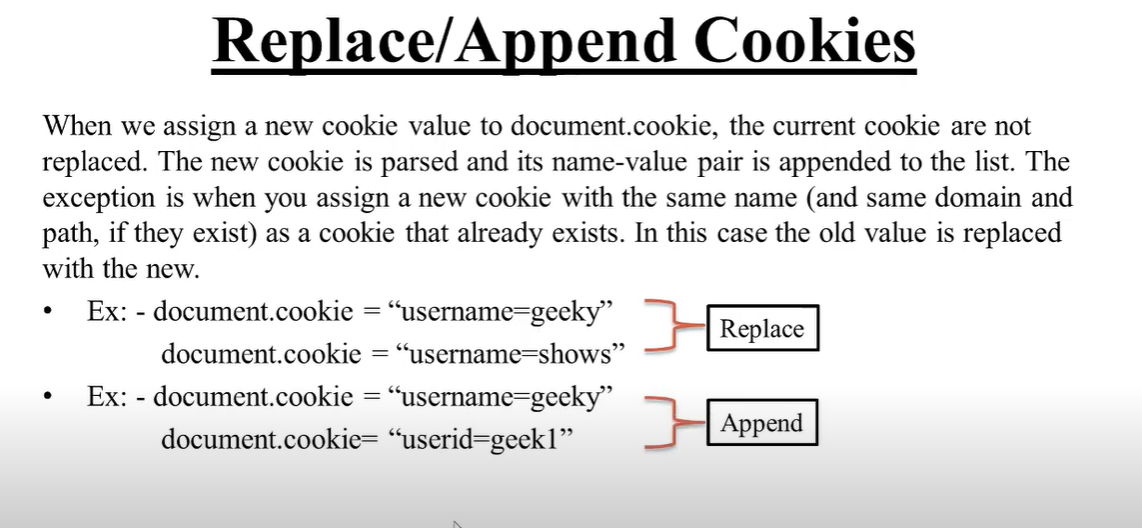 Replace/Append Cookies
When we assign a new cookie value to document.cookie, the current cookie are not
replaced. The new cookie is parsed and its name-value pair is appended to the list. The
exception is when you assign a new cookie with the same name (and same domain and
path, if they exist) as a cookie that already exists. In this case the old value is replaced
with the new.
• Ex: - document.cookie = “username=geeky”
document.cookie = “username=shows”
Replace
• Ex: - document.cookie = “username=geeky”
document.cookie= “userid=geek1”
Append